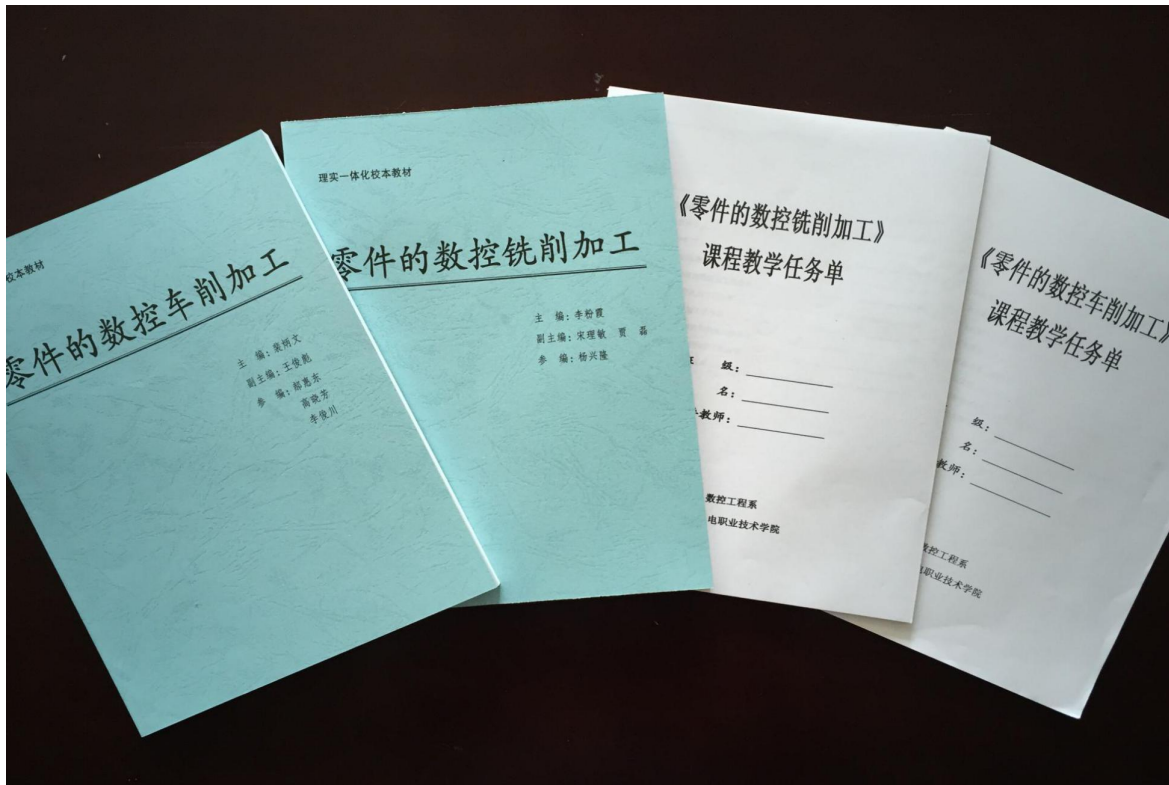 校本教材
零件的数控车削加工
主 编：裴炳文
副主编：王俊彪
参 编：郝惠东
高晓芳
李俊川
理实一体化校本教材
零件的数控铣削加工
主 编：李粉霞
副主编：宋理敏 贾 磊
参 编：杨兴隆
《零件的数控铣削加工》
课程教学任务单
级：
名：
教师：
数控工程系
电职业技术学院
《零件的数控车削加工》
课程教学任务单
级：
名：
教师：
数控工程系
职业技术学院